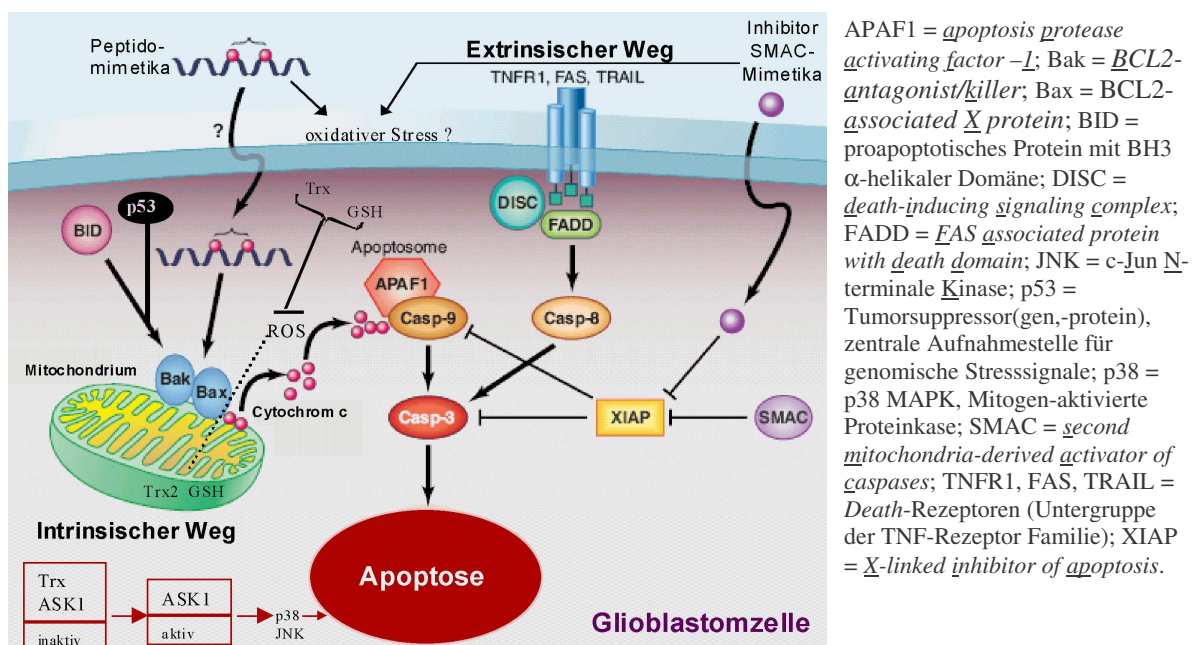 Peptido-
mimetika
Extrinsischer Weg
TNFR1, FAS, TRAIL
Inhibitor
SMAC-
Mimetika
?
oxidativer Stress ?
Trx
GSH
DISC
FADD
BID
p53
Apoptosome
APAF1
Casp-9
Casp-8
ROS
Mitochondrium
Bak
Bax
Cytochrom c
Casp-3
XIAP
SMAC
Trx2 GSH
Intrinsischer Weg
Apoptose
Trx
ASK1
inaktiv
ASK1
aktiv
p38
JNK
Glioblastomzelle
APAF1 = apoptosis protease
activating factor –1; Bak = BCL2-
antagonist/killer; Bax = BCL2-
associated X protein; BID =
proapoptotisches Protein mit BH3
α-helikaler Domäne; DISC =
death-inducing signaling complex;
FADD = FAS associated protein
with death domain; JNK = c-Jun N-
terminale Kinase; p53 =
Tumorsuppressor(gen,-protein),
zentrale Aufnahmestelle für
genomische Stresssignale; p38 =
p38 MAPK, Mitogen-aktivierte
Proteinkase; SMAC = second
mitochondria-derived activator of
caspases; TNFR1, FAS, TRAIL =
Death-Rezeptoren (Untergruppe
der TNF-Rezeptor Familie); XIAP
= X-linked inhibitor of apoptosis.